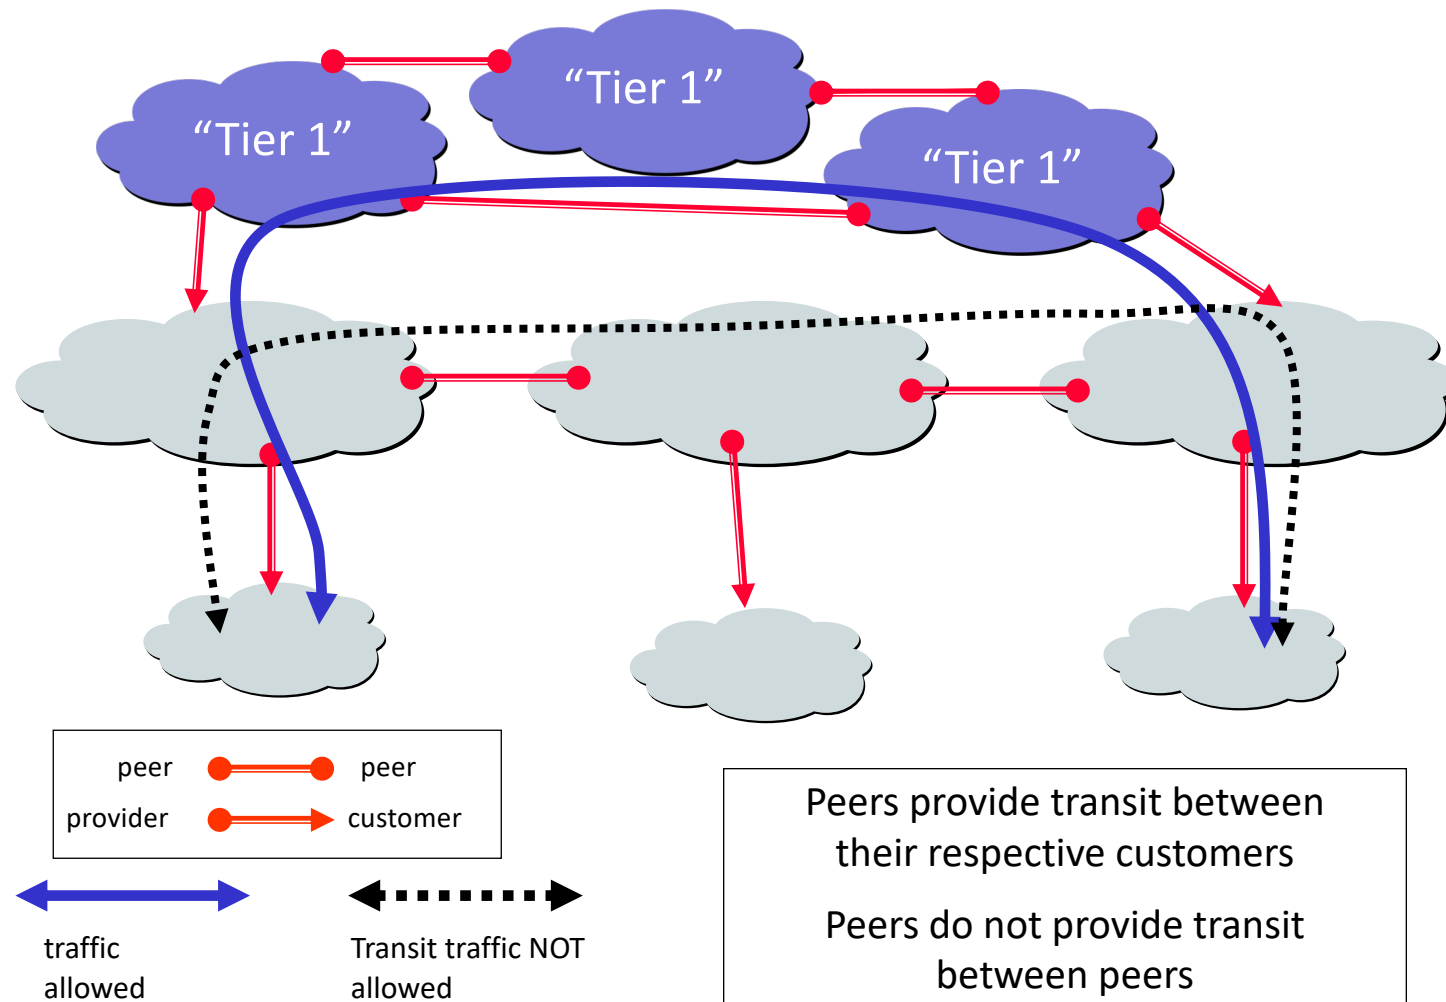 “Tier 1”
“Tier 1”
“Tier 1”
peer peer
provider customer
traffic
allowed
Transit traffic NOT
allowed
Peers provide transit between
their respective customers
Peers do not provide transit
between peers